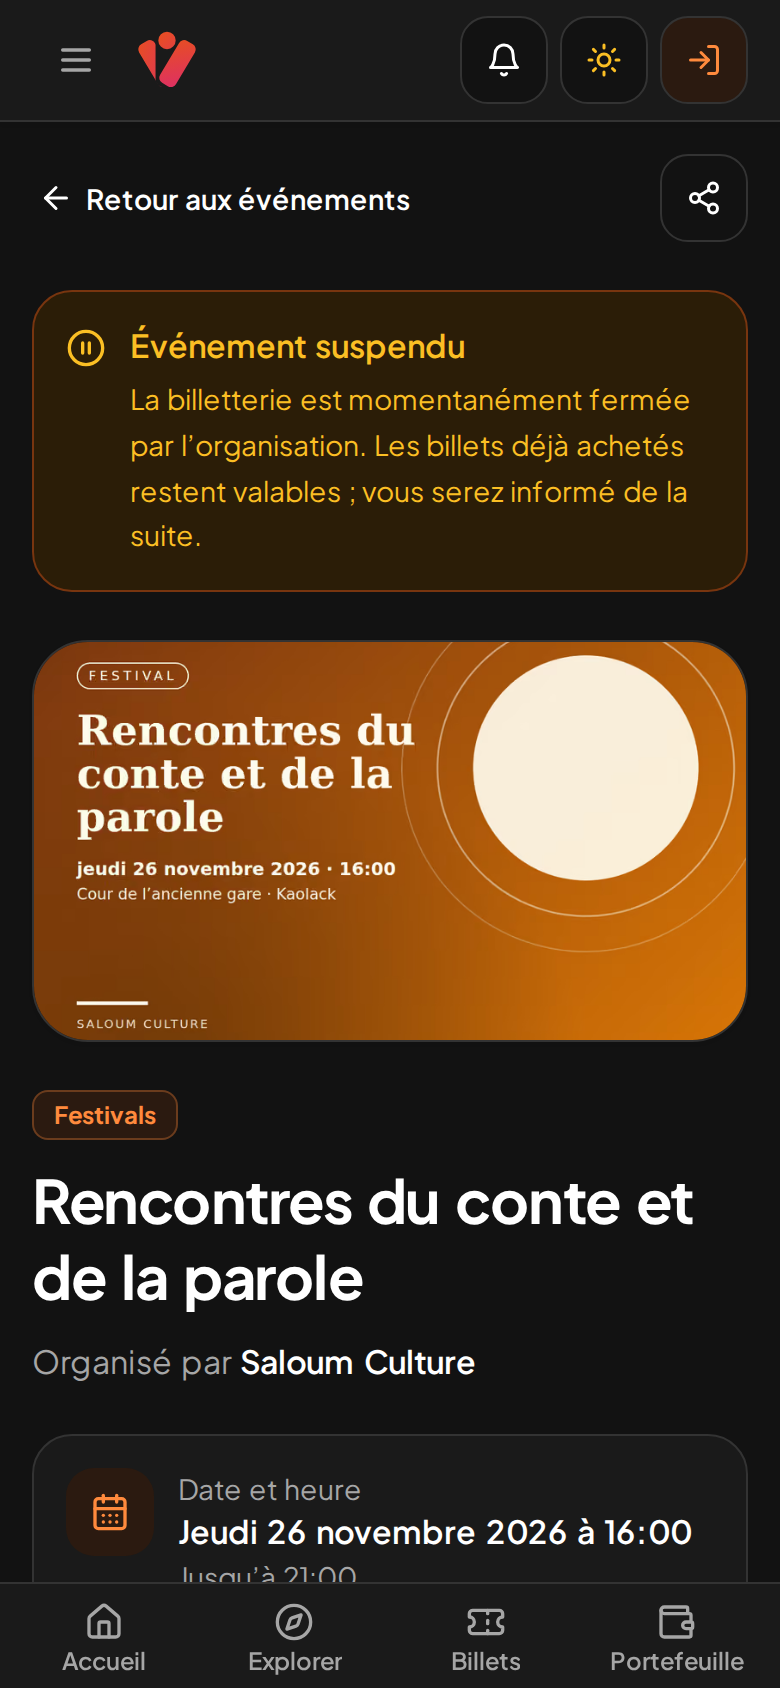 Retour aux événements
Événement suspendu
La billetterie est momentanément fermée
par l’organisation. Les billets déjà achetés
restent valables ; vous serez informé de la
suite.
FESTIVAL
Rencontres du
conte et de la
parole
jeudi 26 novembre 2026 · 16:00
Cour de l’ancienne gare · Kaolack
SALOUM CULTURE
Festivals
Rencontres du conte et
de la parole
Organisé par Saloum Culture
Date et heure
Jeudi 26 novembre 2026 à 16:00
Jusqu’à 21:00
Accueil
Explorer
Billets
Portefeuille